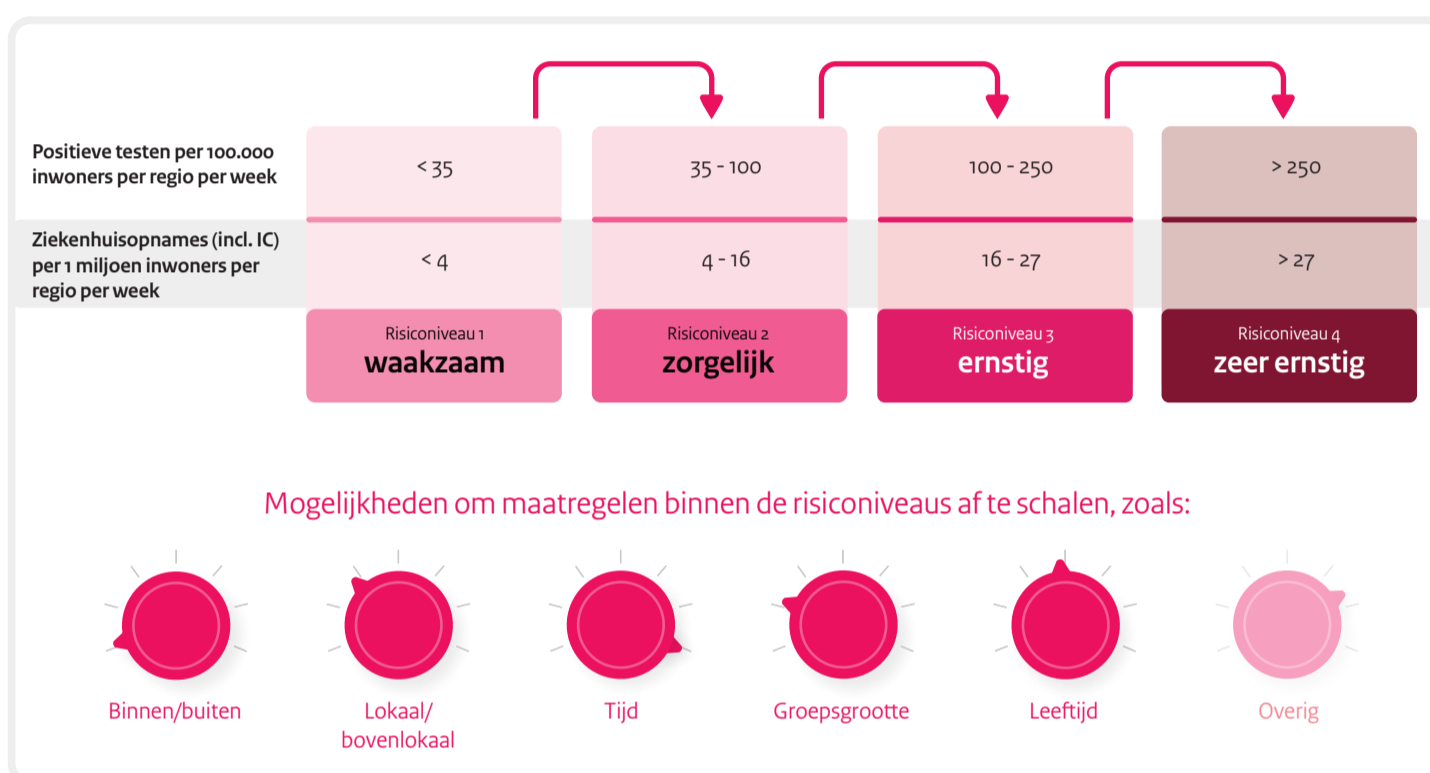 Positieve testen per 100.000
inwoners per regio per week
< 35
35 - 100
100 - 250
> 250
Ziekenhuisopnames (incl. IC)
per 1 miljoen inwoners per
regio per week
< 4
4 - 16
16 - 27
> 27
Risiconiveau 1
waakzaam
Risiconiveau 2
zorgelijk
Risiconiveau 3
ernstig
Risiconiveau 4
zeer ernstig
Mogelijkheden om maatregelen binnen de risiconiveaus af te schalen, zoals:
Binnen/buiten
Lokaal/
bovenlokaal
Tijd
Groepsgrootte
Leeftijd
Overig